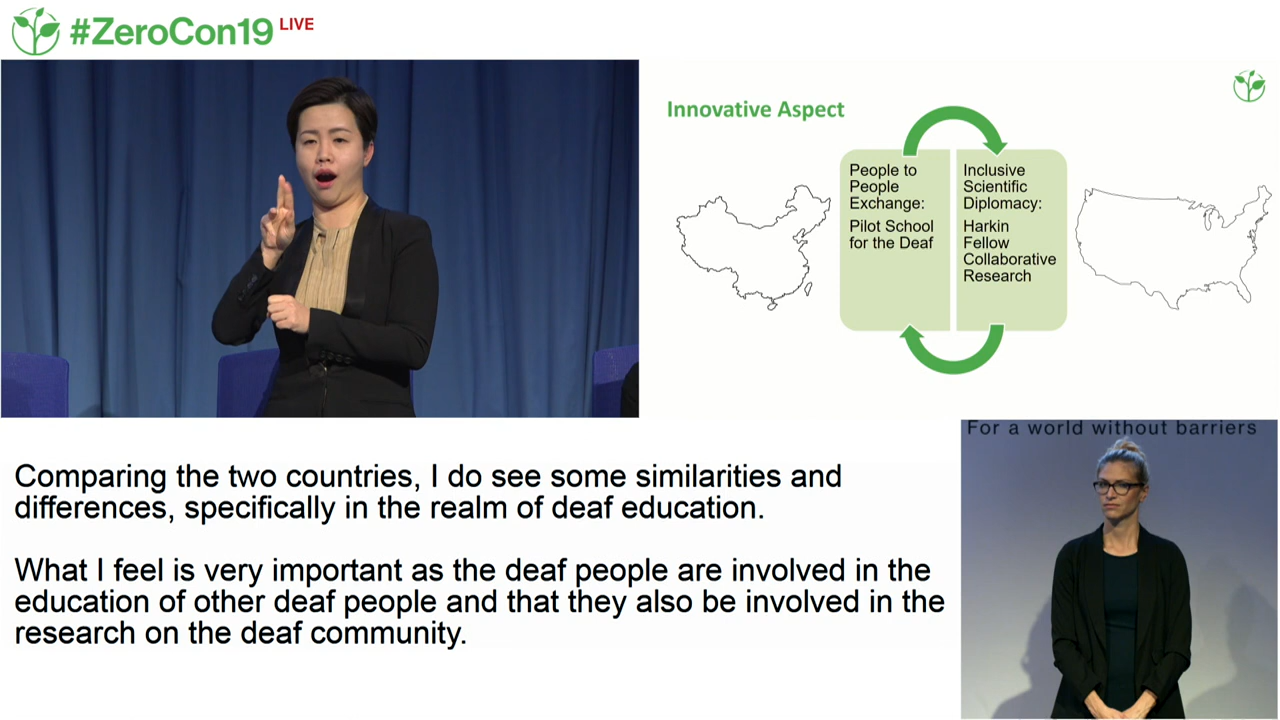 #ZeroCon19 LIVE
Innovative Aspect
People to
People
Exchange:
Pilot School
for the Deaf
Inclusive
Scientific
Diplomacy:
Harkin
Fellow
Collaborative
Research
For a world without barriers
Comparing the two countries, I do see some similarities and
differences, specifically in the realm of deaf education.
What I feel is very important as the deaf people are involved in the
education of other deaf people and that they also be involved in the
research on the deaf community.